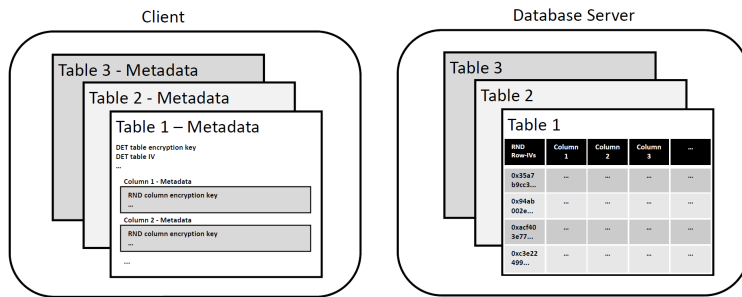 Client
Table 3 - Metadata
Table 2 - Metadata
Table 1 – Metadata
DET table encryption key
DET table IV
...
Column 1 - Metadata
RND column encryption key
...
Column 2 - Metadata
RND column encryption key
...
...
Database Server
Table 3
Table 2
Table 1
RND Column Column Column ...
Row-IVs 1 2 3
0x35a7 ... ... ... ...
b9cc3...
0x94ab ... ... ... ...
002e...
0xacf40 ... ... ... ...
3e77...
0xc3e22 ... ... ... ...
499...